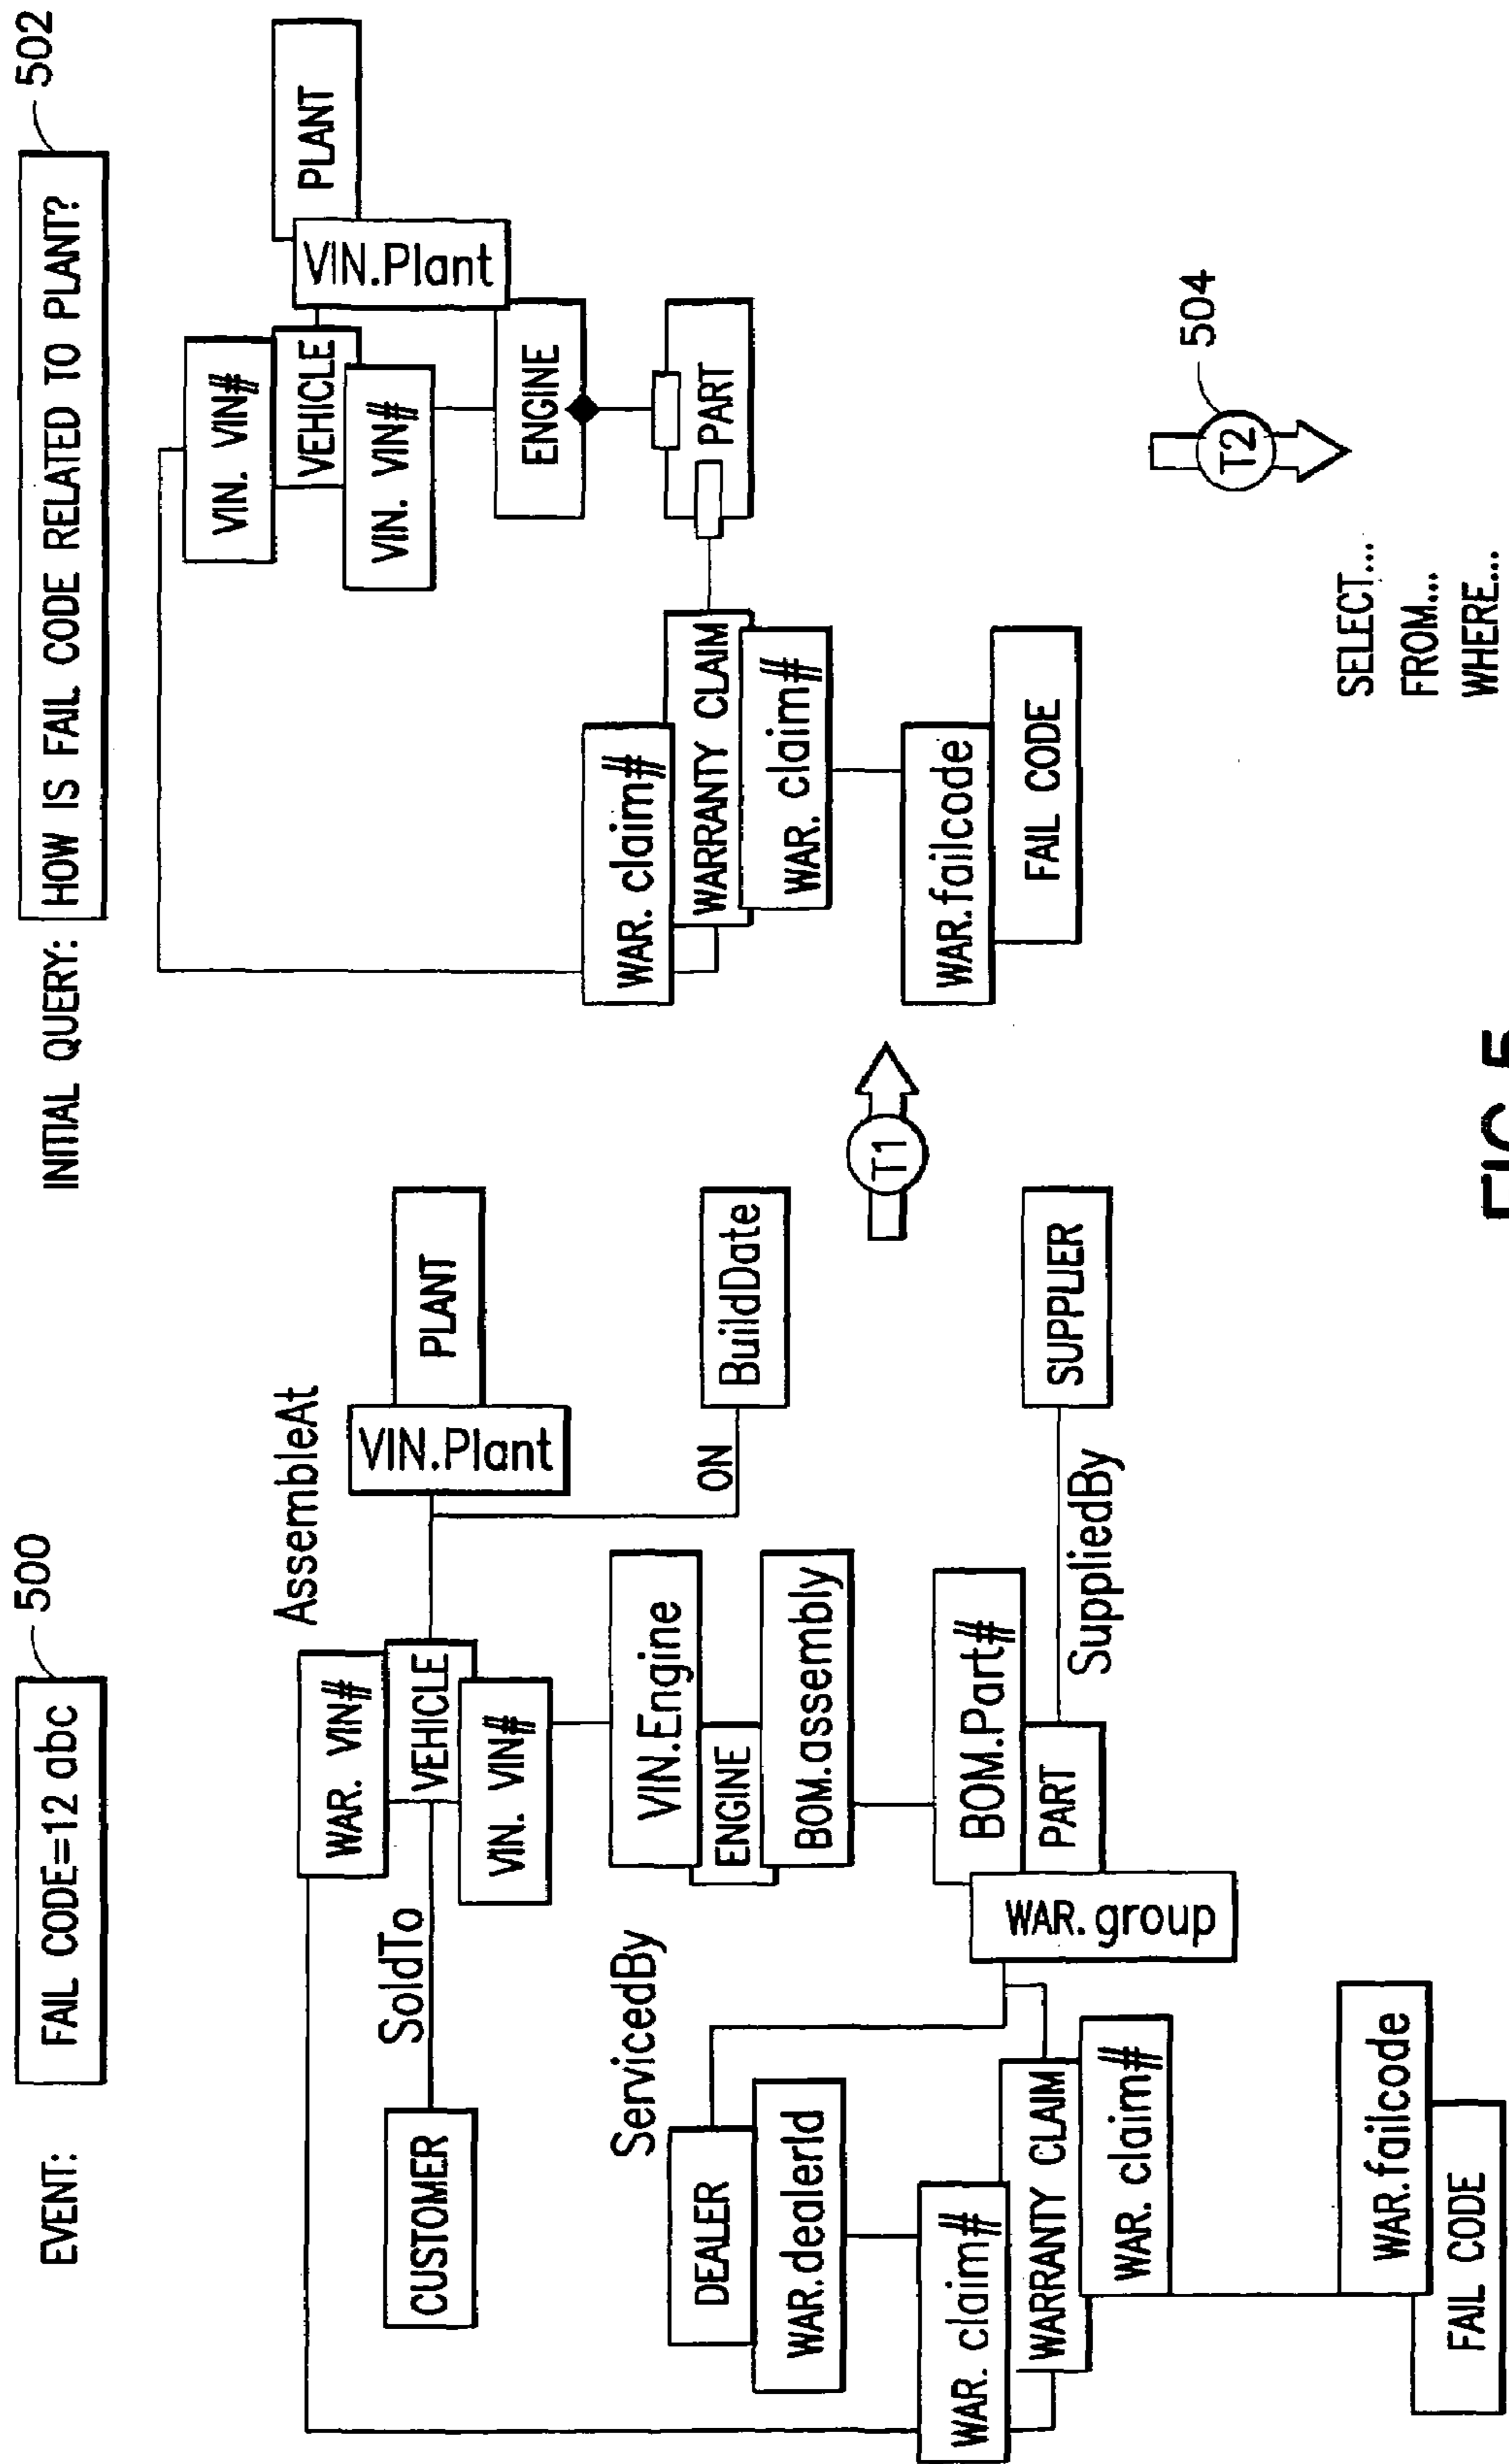 EVENT:
FAIL CODE=12 abc
500
INITIAL QUERY:
HOW IS FAIL CODE RELATED TO PLANT?
502
AssembleAt
WAR. VIN#
VEHICLE
VIN. VIN#
VIN.Plant
PLANT
SoldTo
CUSTOMER
ON
BuildDate
VIN.Engine
ENGINE
BOM.assembly
ServicedBy
DEALER
WAR.dealerId
BOM.Part#
PART
WAR.group
SuppliedBy
SUPPLIER
WAR. claim#
WARRANTY CLAIM
WAR. claim#
WAR.failcode
FAIL CODE
T1
VIN. VIN#
VEHICLE
VIN. VIN#
VIN.Plant
PLANT
ENGINE
PART
WAR. claim#
WARRANTY CLAIM
WAR. claim#
WAR.failcode
FAIL CODE
504
T2
SELECT...
FROM...
WHERE...